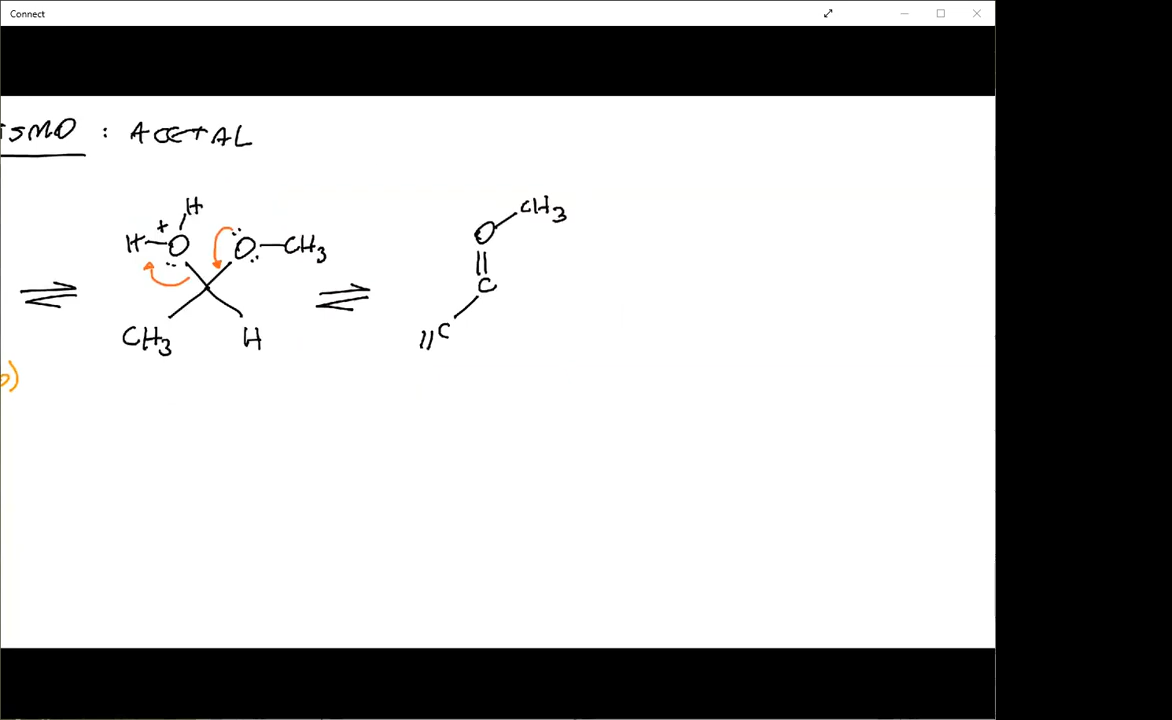 Connect
ISMO : ACETAL
H
H + O O CH3
CH3 H
O CH3
C
C